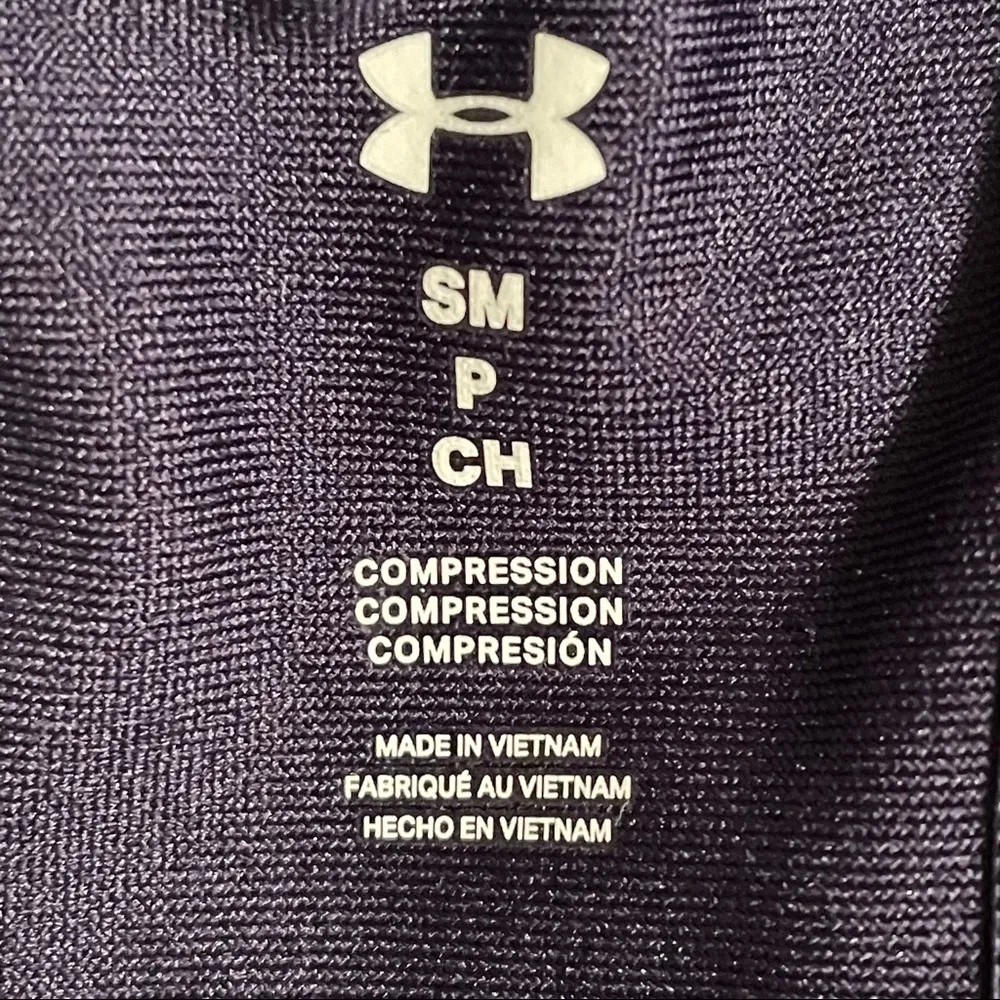 SM
P
CH
COMPRESSION
COMPRESSION
COMPRESIÓN
MADE IN VIETNAM
FABRIQUÉ AU VIETNAM
HECHO EN VIETNAM